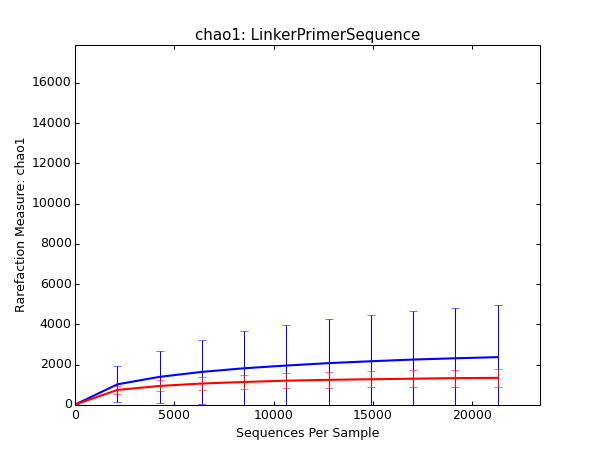 chao1: LinkerPrimerSequence
Rarefaction Measure: chao1
16000
14000
12000
10000
8000
6000
4000
2000
0
0 5000 10000 15000 20000
Sequences Per Sample